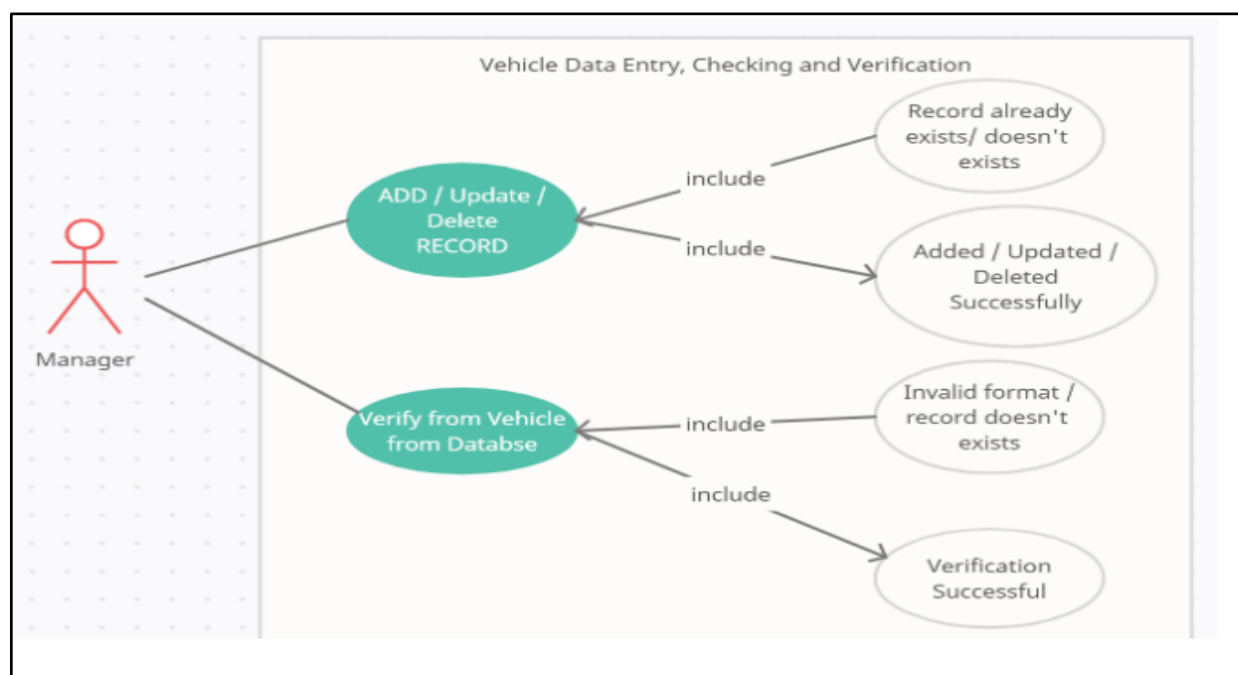 Vehicle Data Entry, Checking and Verification
Record already
exists/ doesn't
exists
include
ADD / Update /
Delete
RECORD
include
Added / Updated /
Deleted
Successfully
Manager
Invalid format /
record doesn't
exists
include
Verify from Vehicle
from Databse
include
Verification
Successful